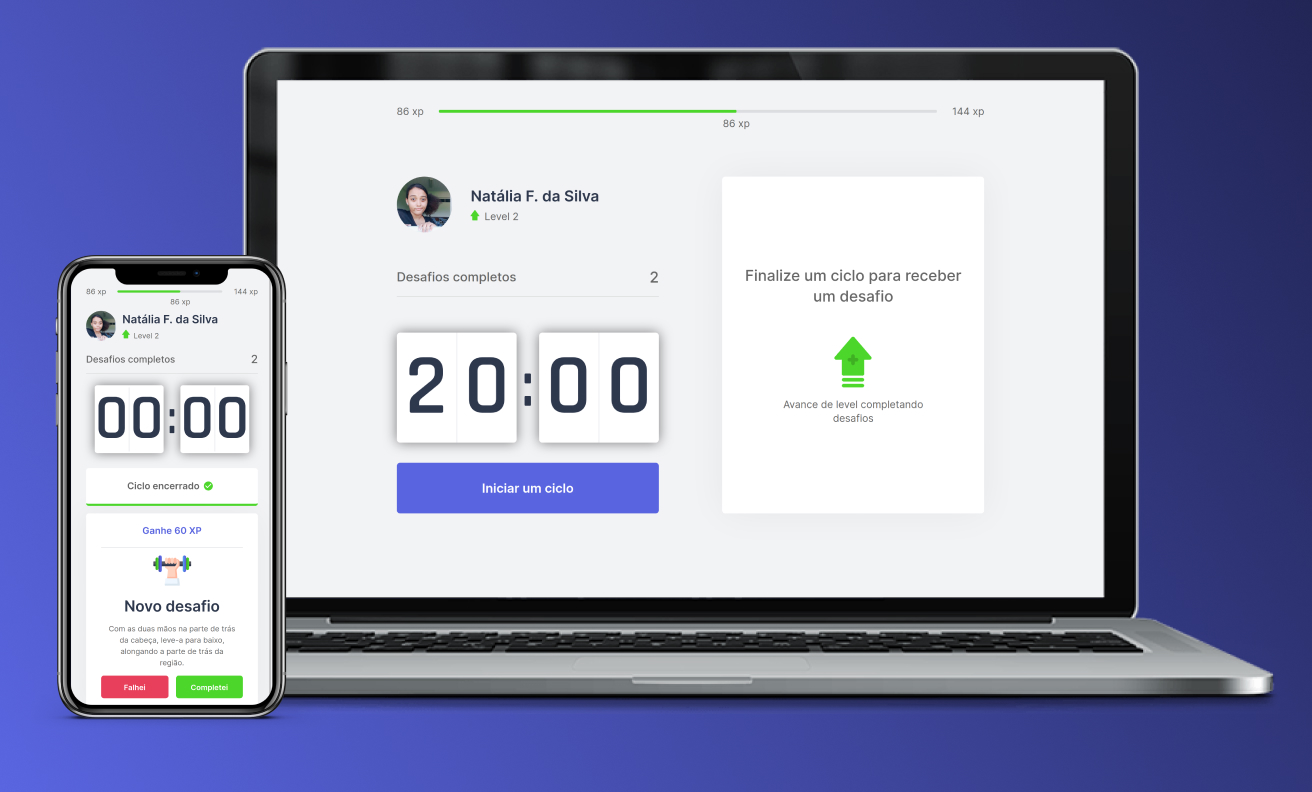 86 xp
144 xp
86 xp
Natália F. da Silva
Level 2
Desafios completos
2
20:00
Iniciar um ciclo
Finalize um ciclo para receber
um desafio
Avance de level completando
desafios
86 xp
144 xp
86 xp
Natália F. da Silva
Level 2
Desafios completos
2
00:00
Ciclo encerrado
Ganhe 60 XP
Novo desafio
Com as duas mãos na parte de trás
da cabeça, leve-a para baixo,
alongando a parte de trás da
região.
Falhei
Completei